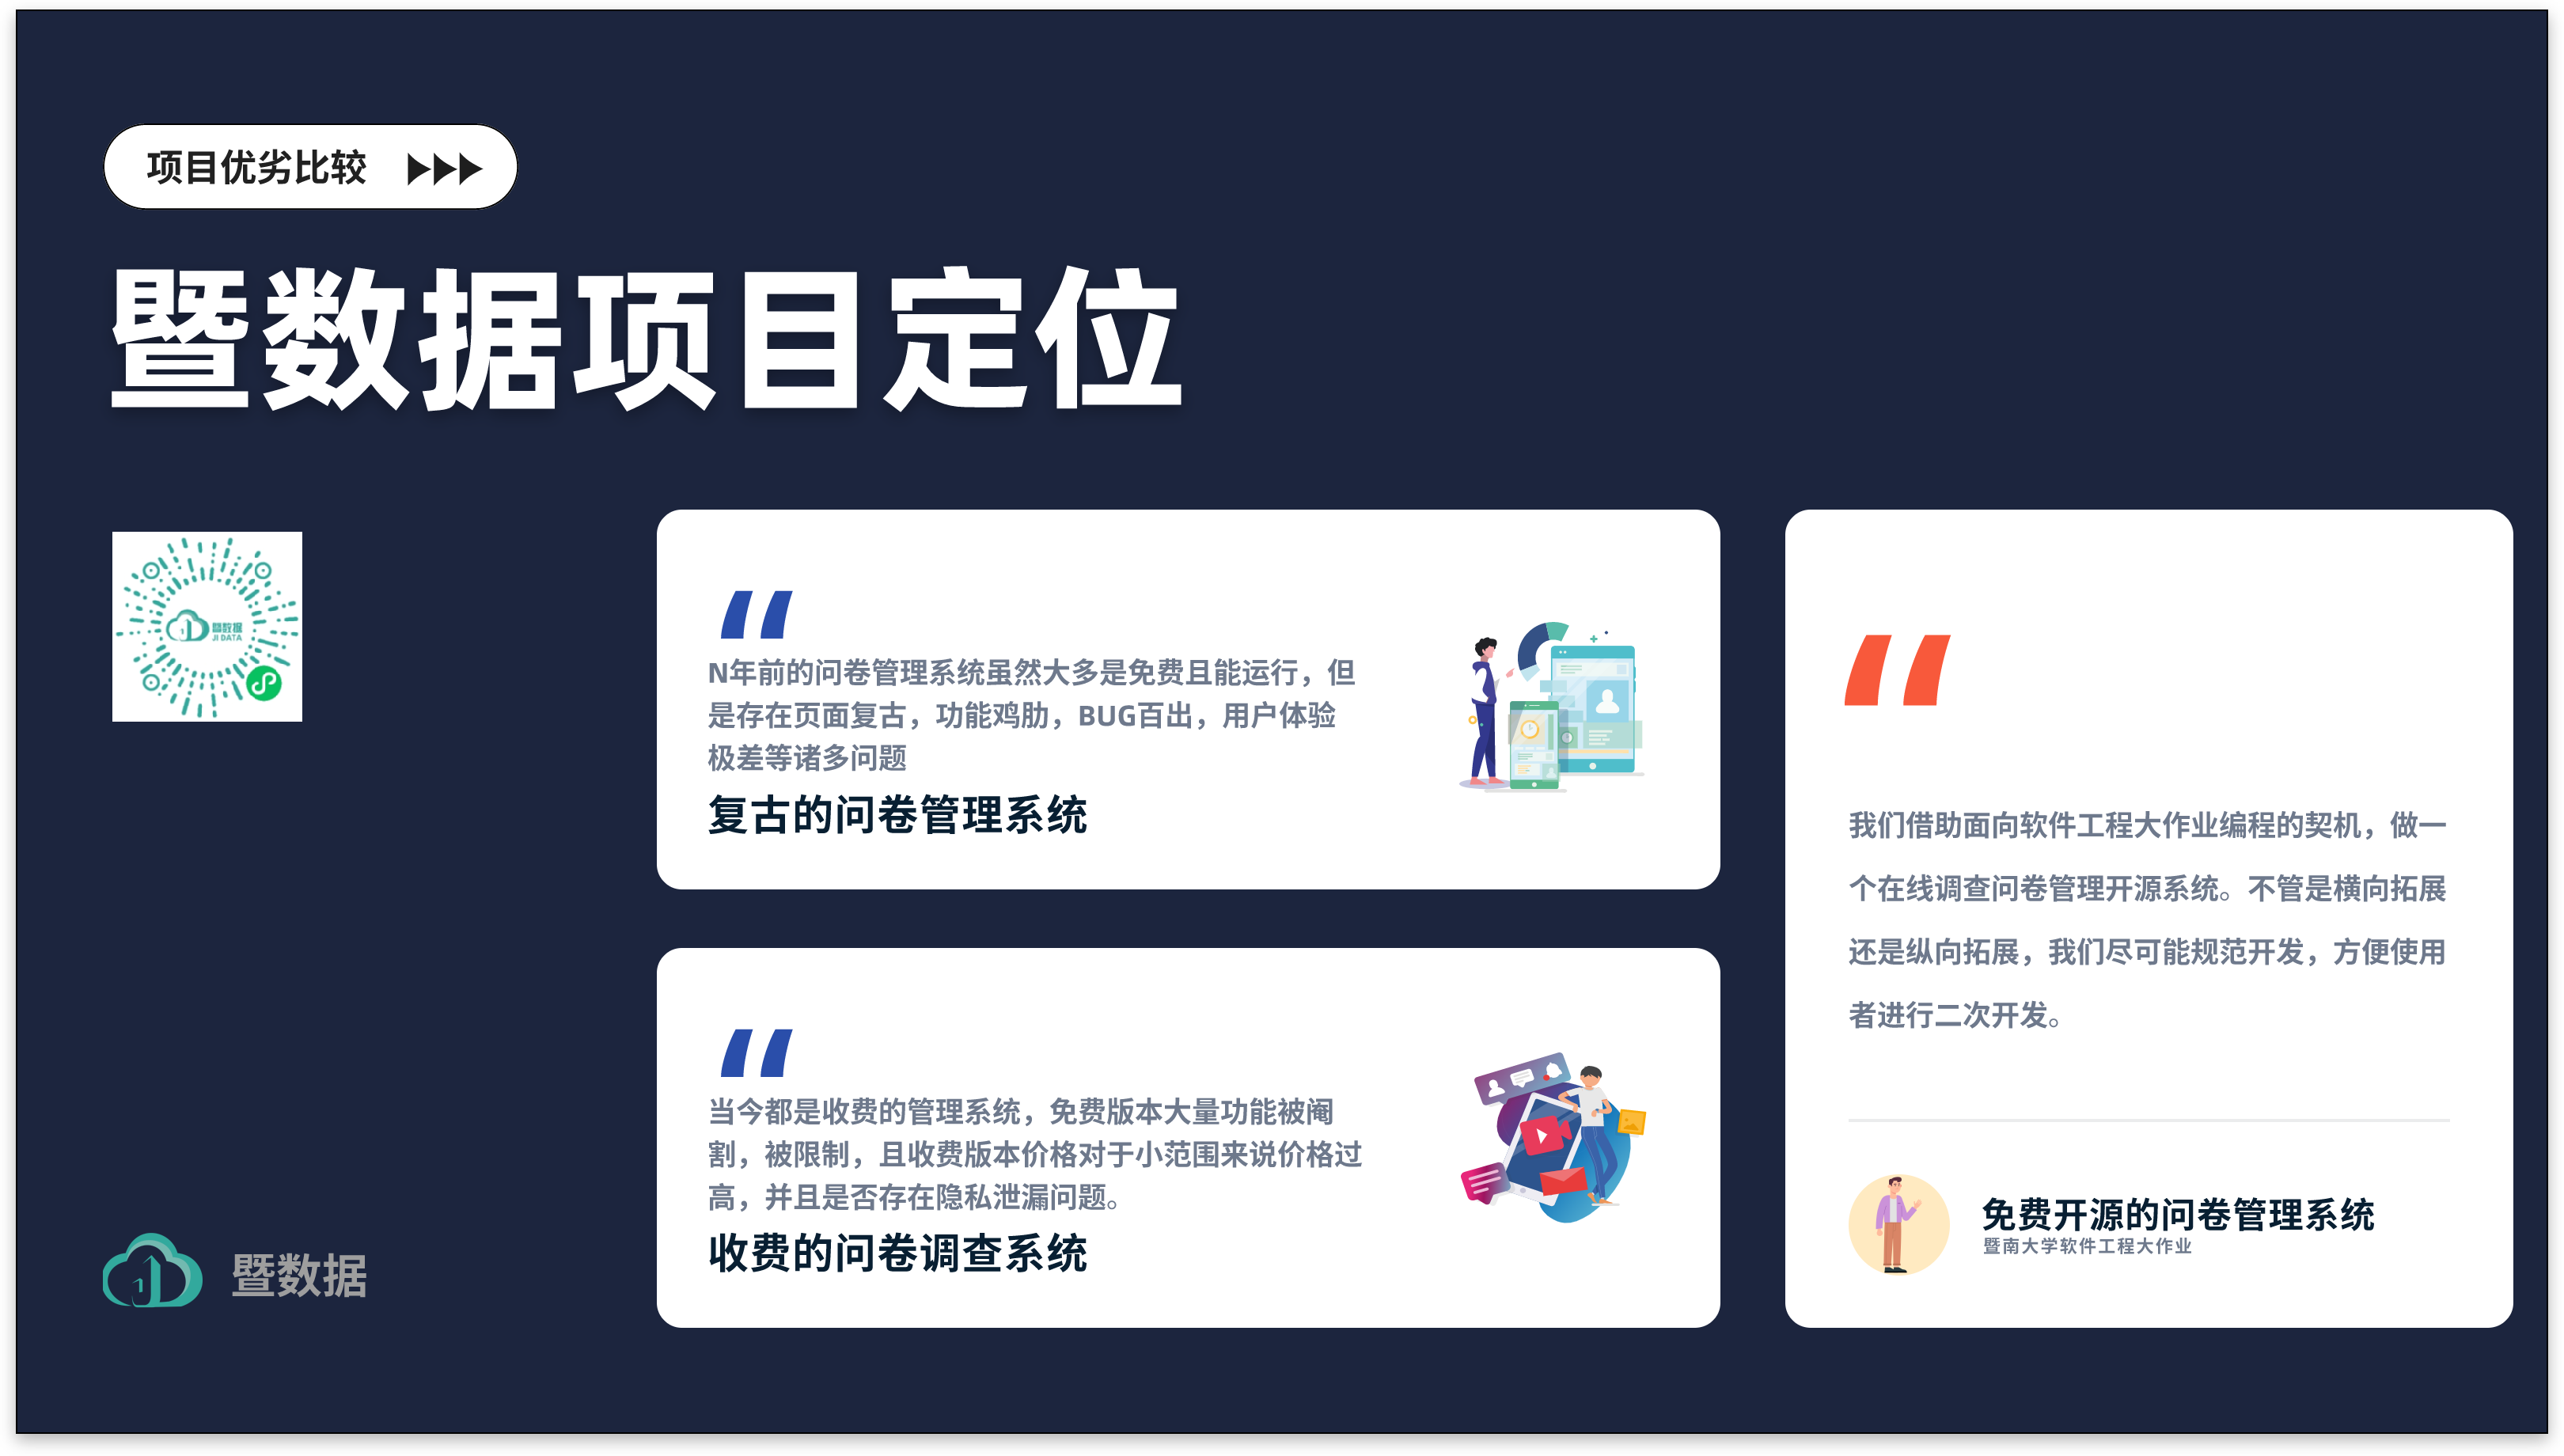 项目优劣比较
暨数据项目定位
暨数据
JI DATA
N年前的问卷管理系统虽然大多是免费且能运行，但
是存在页面复古，功能鸡肋，BUG百出，用户体验
极差等诸多问题
复古的问卷管理系统
当今都是收费的管理系统，免费版本大量功能被阉
割，被限制，且收费版本价格对于小范围来说价格过
高，并且是否存在隐私泄漏问题。
收费的问卷调查系统
我们借助面向软件工程大作业编程的契机，做一
个在线调查问卷管理开源系统。不管是横向拓展
还是纵向拓展，我们尽可能规范开发，方便使用
者进行二次开发。
免费开源的问卷管理系统
暨南大学软件工程大作业
暨数据